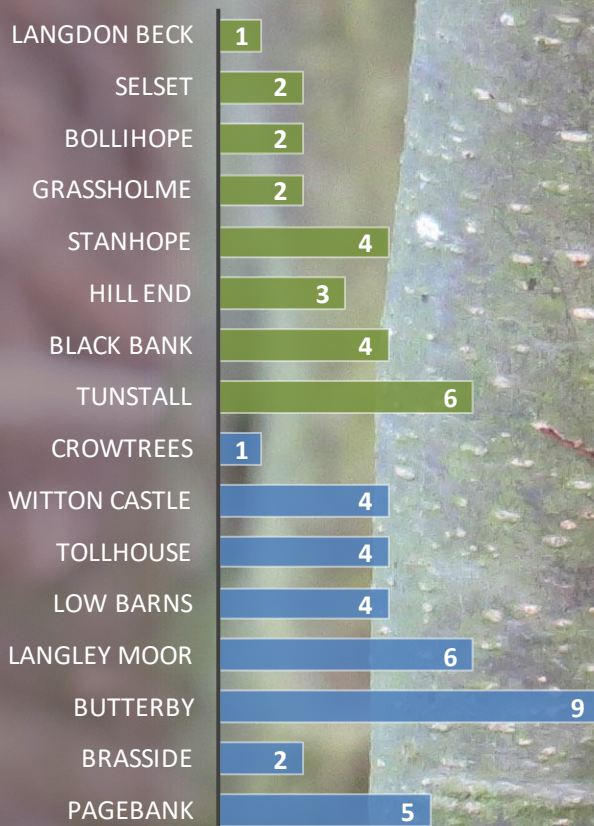 LANGDON BECK 1
SELSET 2
BOLLIHOPE 2
GRASSHOLME 2
STANHOPE 4
HILL END 3
BLACK BANK 4
TUNSTALL 6
CROWTREES 1
WITTON CASTLE 4
TOLLHOUSE 4
LOW BARNS 4
LANGLEY MOOR 6
BUTTERBY 9
BRASSIDE 2
PAGEBANK 5